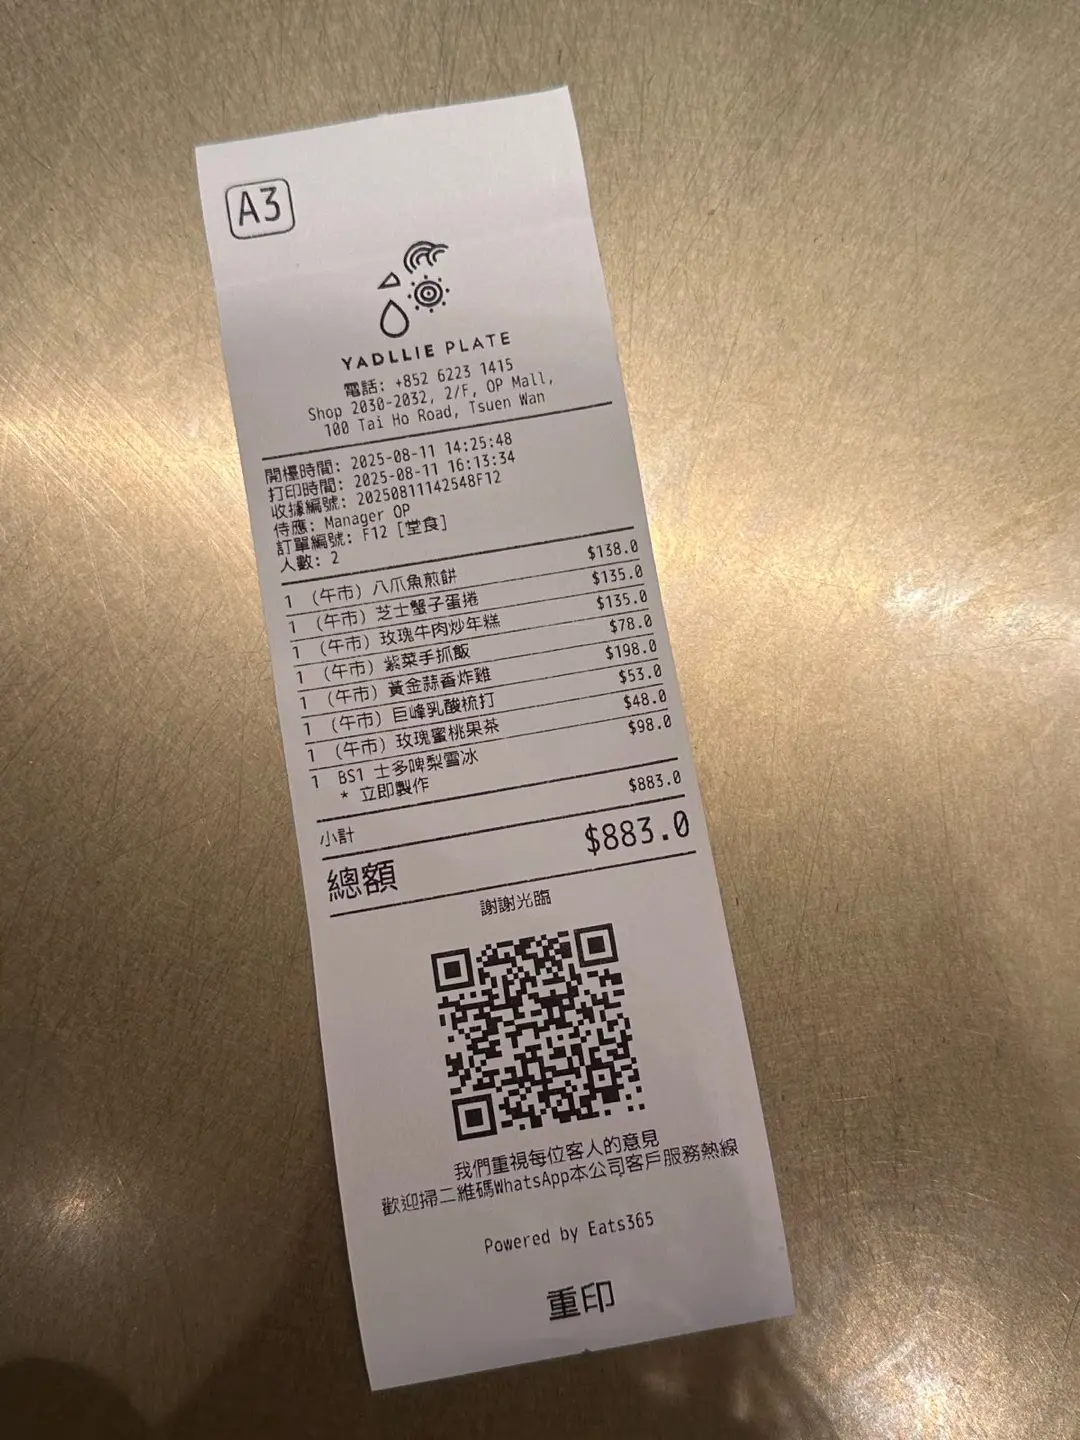 A3
YADLLIE PLATE
電話: +852 6223 1415
Shop 2030-2032, 2/F, OP Mall,
100 Tai Ho Road, Tsuen Wan
開檯時間: 2025-08-11 14:25:48
打印時間: 2025-08-11 16:13:34
收據編號: 20250811142548F12
侍應: Manager OP
訂單編號: F12 [堂食]
人數: 2
1 (午市) 八爪魚煎餅 $138.0
1 (午市) 芝士蟹子蛋捲 $135.0
1 (午市) 玫瑰牛肉炒年糕 $135.0
1 (午市) 紫菜手抓飯 $78.0
1 (午市) 黃金蒜香炸雞 $198.0
1 (午市) 巨峰乳酸梳打 $53.0
1 (午市) 玫瑰蜜桃果茶 $48.0
1 BS1 士多啤梨雪冰 $98.0
* 立即製作
小計 $883.0
總額 $883.0
謝謝光臨
我們重視每位客人的意見
歡迎掃二維碼WhatsApp本公司客戶服務熱線
Powered by Eats365
重印